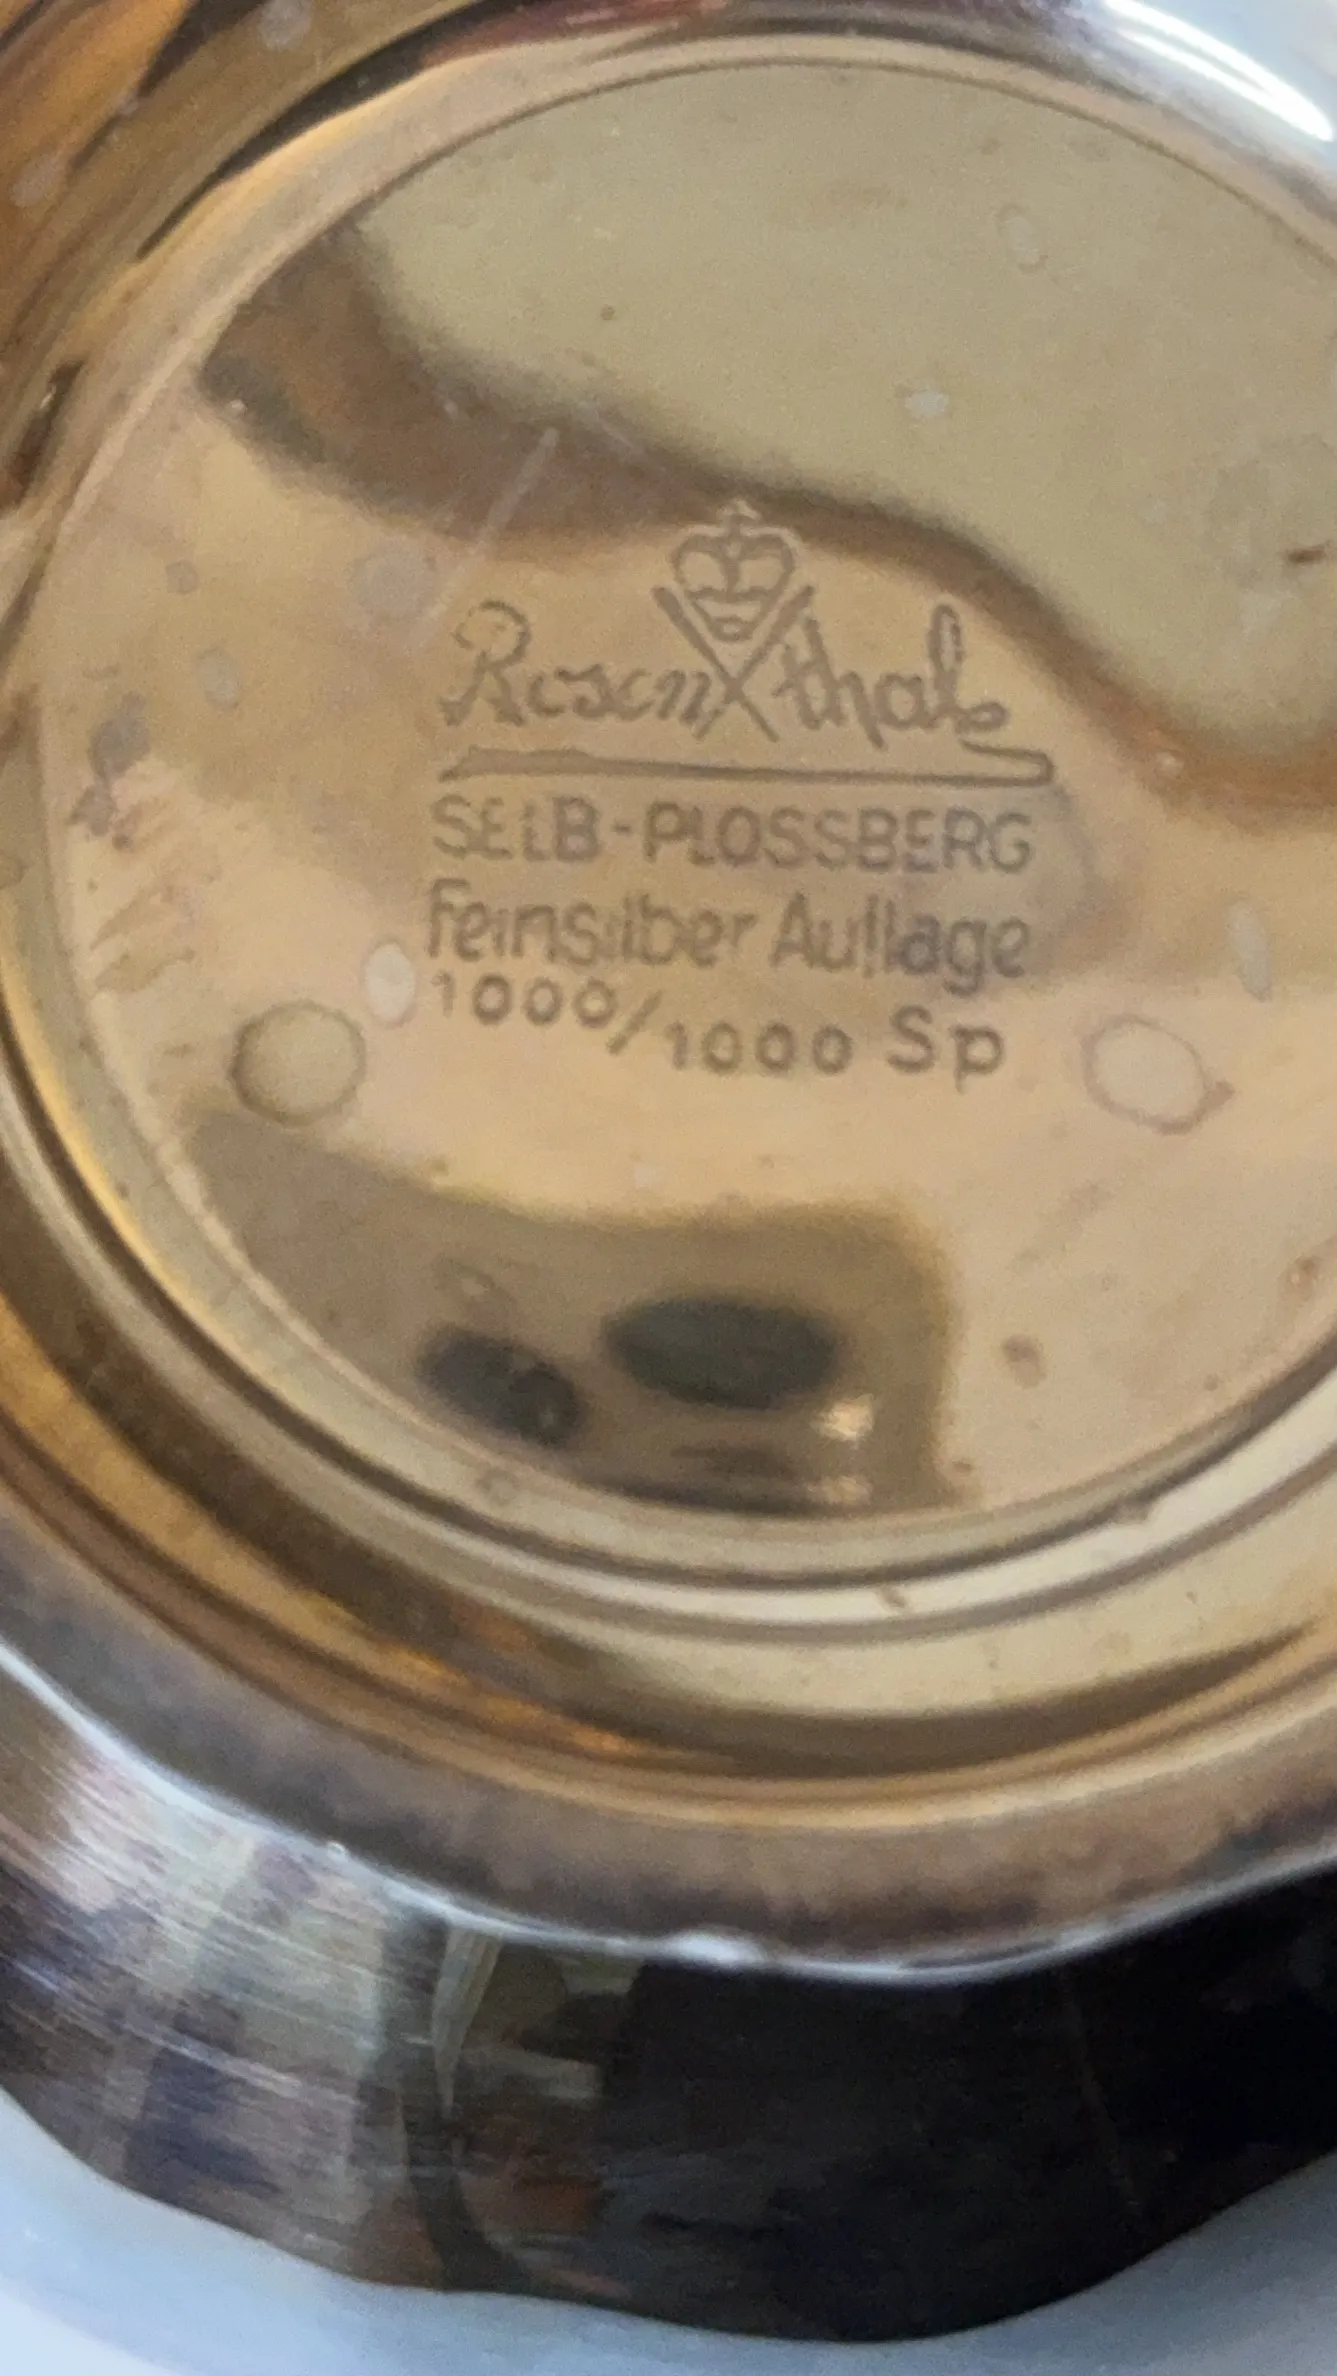 Rosenthal
SELB-PLOSSBERG
Feinsilber Auflage
1000/1000 Sp